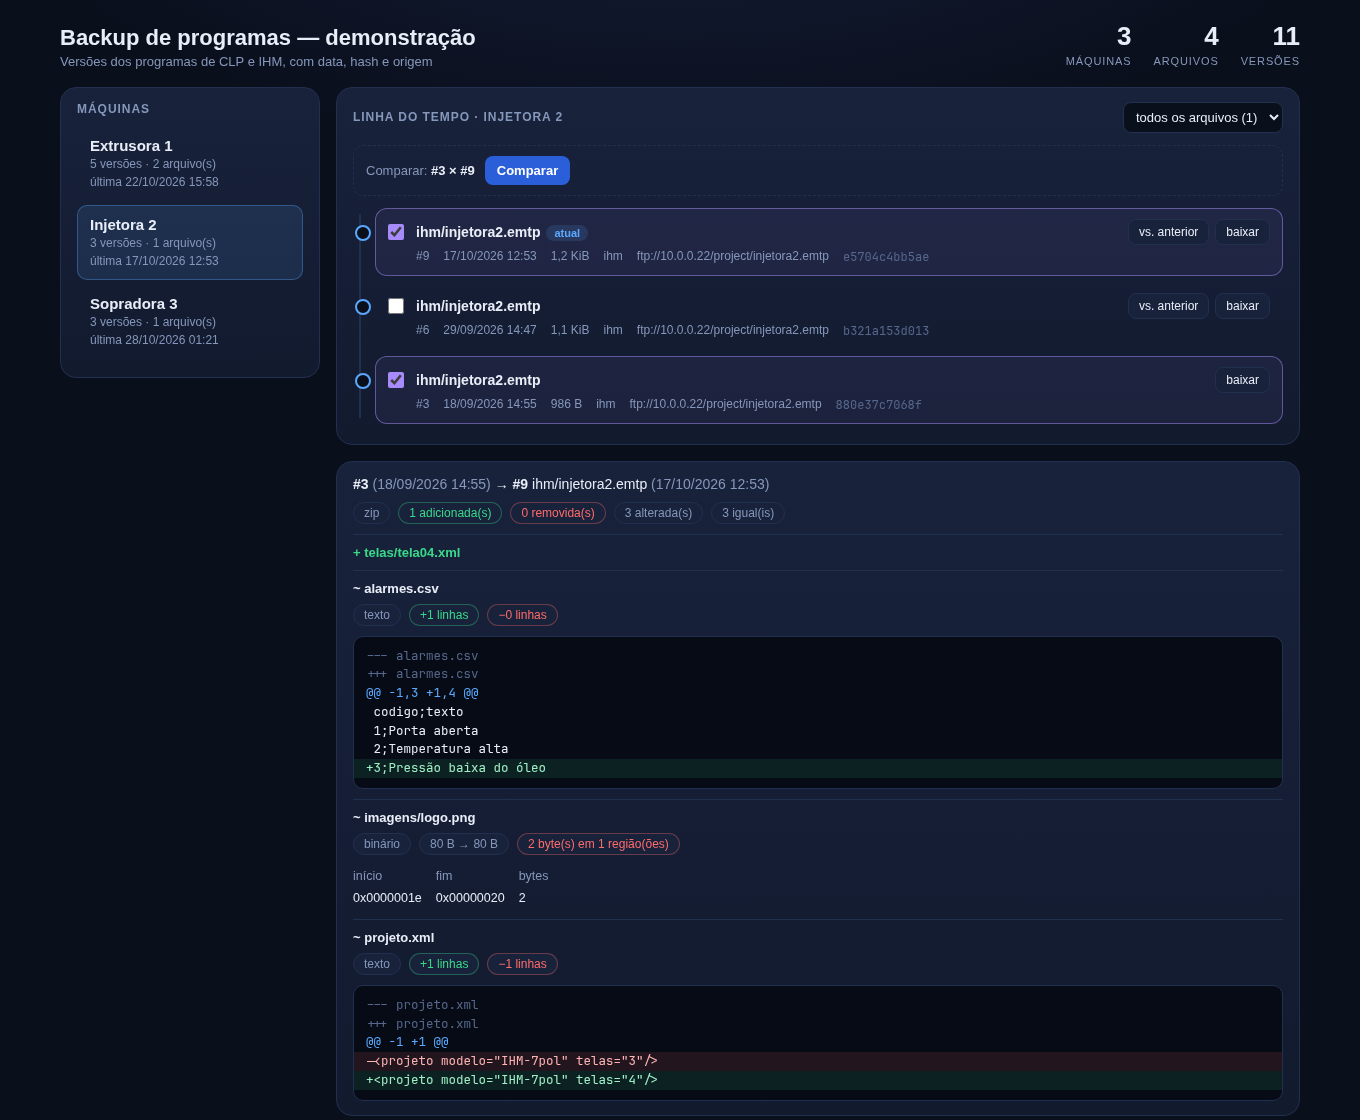 Backup de programas — demonstração
Versões dos programas de CLP e IHM, com data, hash e origem
3
MÁQUINAS
4
ARQUIVOS
11
VERSÕES
MÁQUINAS
Extrusora 1
5 versões · 2 arquivo(s)
última 22/10/2026 15:58
Injetora 2
3 versões · 1 arquivo(s)
última 17/10/2026 12:53
Sopradora 3
3 versões · 1 arquivo(s)
última 28/10/2026 01:21
LINHA DO TEMPO · INJETORA 2
todos os arquivos (1)
Comparar: #3 × #9 Comparar
ihm/injetora2.emtp atual vs. anterior baixar
#9 17/10/2026 12:53 1,2 KiB ihm ftp://10.0.0.22/project/injetora2.emtp e5704c4bb5ae
ihm/injetora2.emtp vs. anterior baixar
#6 29/09/2026 14:47 1,1 KiB ihm ftp://10.0.0.22/project/injetora2.emtp b321a153d013
ihm/injetora2.emtp baixar
#3 18/09/2026 14:55 986 B ihm ftp://10.0.0.22/project/injetora2.emtp 880e37c7068f
#3 (18/09/2026 14:55) → #9 ihm/injetora2.emtp (17/10/2026 12:53)
zip 1 adicionada(s) 0 removida(s) 3 alterada(s) 3 igual(is)
+ telas/tela04.xml
~ alarmes.csv
texto +1 linhas −0 linhas
--- alarmes.csv
+++ alarmes.csv
@@ -1,3 +1,4 @@
codigo;texto
1;Porta aberta
2;Temperatura alta
+3;Pressão baixa do óleo
~ imagens/logo.png
binário 80 B → 80 B 2 byte(s) em 1 região(ões)
início fim bytes
0x0000001e 0x00000020 2
~ projeto.xml
texto +1 linhas −1 linhas
--- projeto.xml
+++ projeto.xml
@@ -1 +1 @@
-<projeto modelo="IHM-7pol" telas="3"/>
+<projeto modelo="IHM-7pol" telas="4"/>